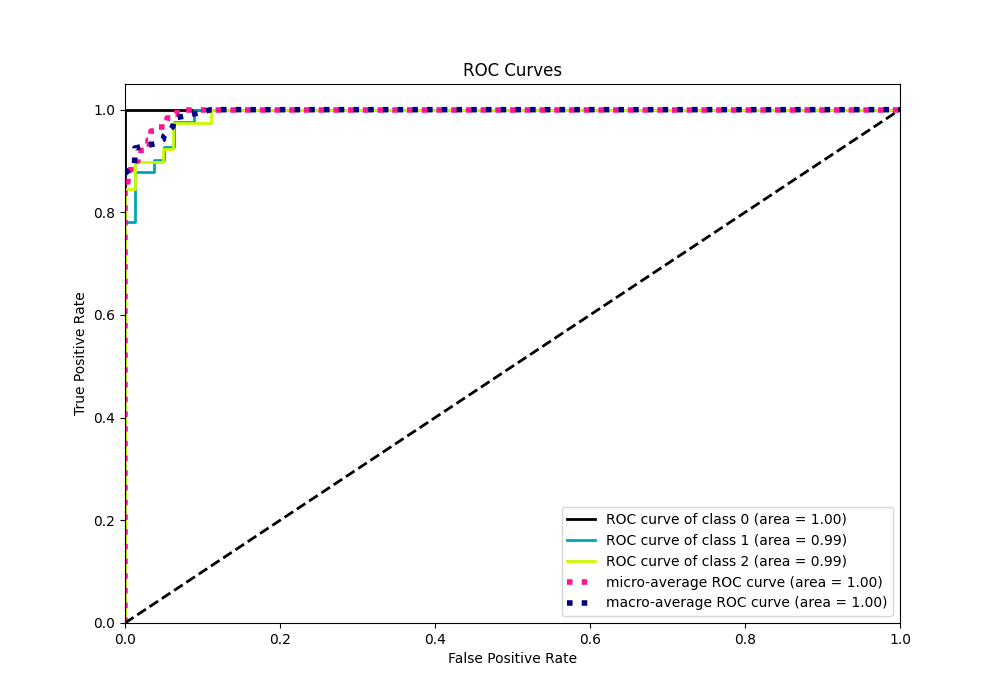 ROC Curves
1.0
0.8
0.6
0.4
0.2
0.0
True Positive Rate
ROC curve of class 0 (area = 1.00)
ROC curve of class 1 (area = 0.99)
ROC curve of class 2 (area = 0.99)
micro-average ROC curve (area = 1.00)
macro-average ROC curve (area = 1.00)
0.0 0.2 0.4 0.6 0.8 1.0
False Positive Rate